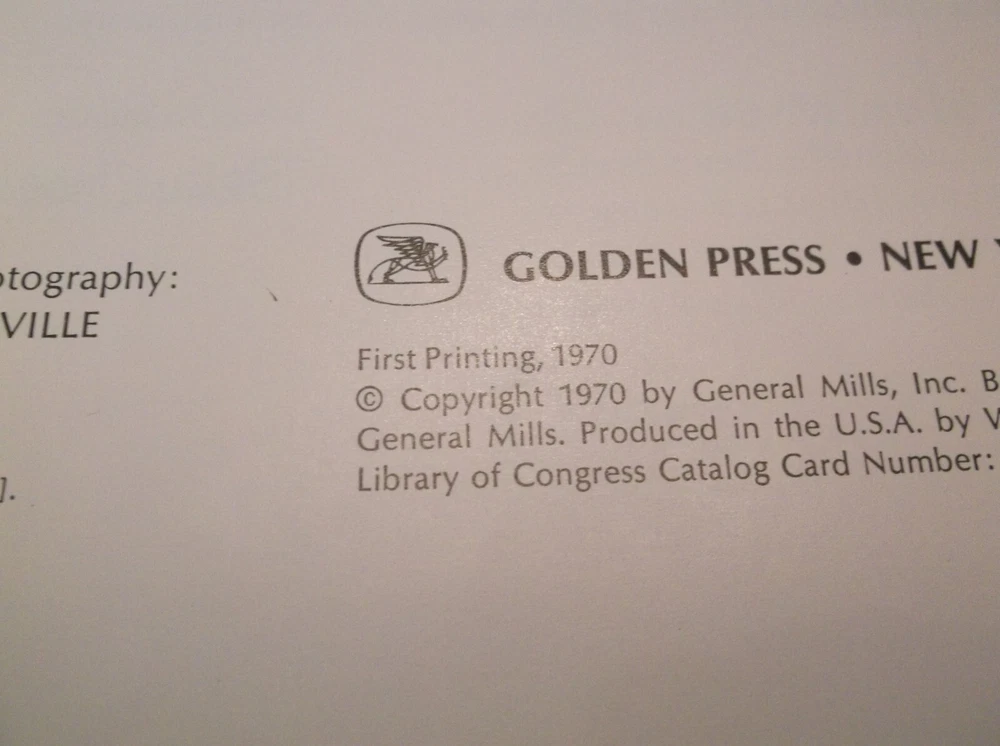 otography:
VILLE
].
GOLDEN PRESS • NEW
First Printing, 1970
© Copyright 1970 by General Mills, Inc. B
General Mills. Produced in the U.S.A. by
Library of Congress Catalog Card Number: